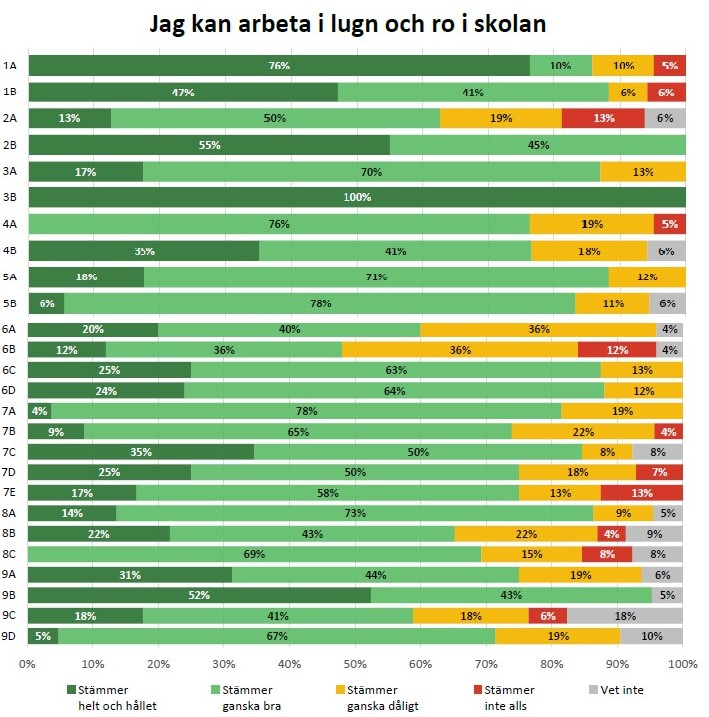 Jag kan arbeta i lugn och ro i skolan
1A 76% 10% 10% 5%
1B 47% 41% 6% 6%
2A 13% 50% 19% 13% 6%
2B 55% 45%
3A 17% 70% 13%
3B 100%
4A 76% 19% 5%
4B 35% 41% 18% 6%
5A 18% 71% 12%
5B 6% 78% 11% 6%
6A 20% 40% 36% 4%
6B 12% 36% 36% 12% 4%
6C 25% 63% 13%
6D 24% 64% 12%
7A 4% 78% 19%
7B 9% 65% 22% 4%
7C 35% 50% 8% 8%
7D 25% 50% 18% 7%
7E 17% 58% 13% 13%
8A 14% 73% 9% 5%
8B 22% 43% 22% 4% 9%
8C 69% 15% 8% 8%
9A 31% 44% 19% 6%
9B 52% 43% 5%
9C 18% 41% 18% 6% 18%
9D 5% 67% 19% 10%
0% 10% 20% 30% 40% 50% 60% 70% 80% 90% 100%
Stämmer Stämmer Stämmer Stämmer Vet inte
helt och hållet ganska bra ganska dåligt inte alls